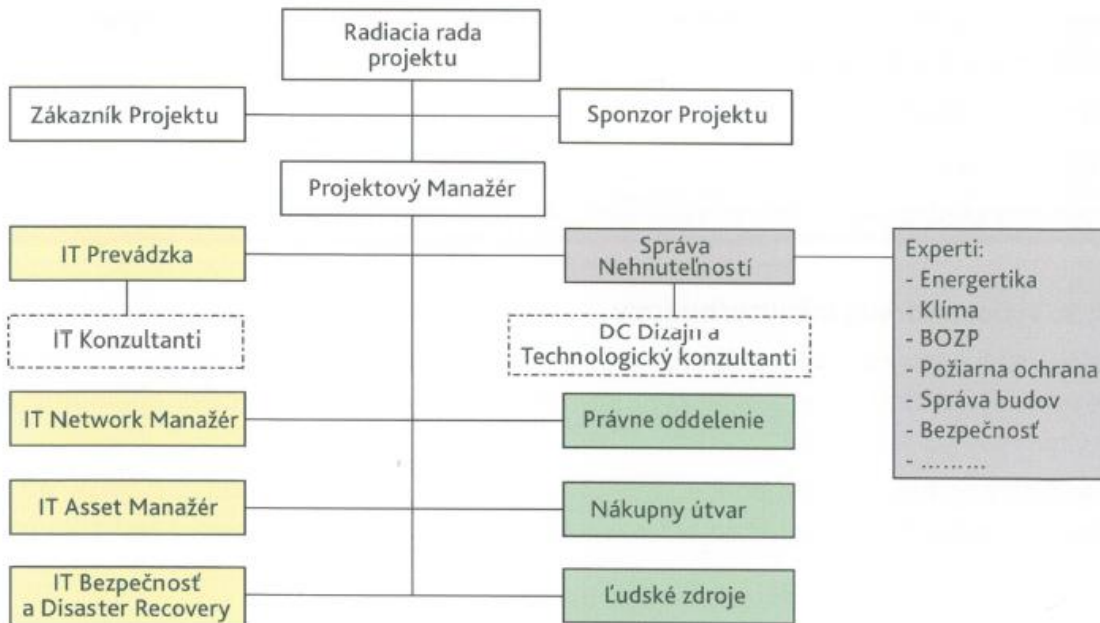 Radiacia rada
projektu
Zákazník Projektu
Sponzor Projektu
Projektový Manažér
IT Prevádzka
Správa
Nehnuteľností
Experti:
- Energertika
- Klíma
- BOZP
- Požiarna ochrana
- Správa budov
- Bezpečnosť
- .........
IT Konzultanti
DC Dizajn a
Technologický konzultanti
IT Network Manažér
Právne oddelenie
IT Asset Manažér
Nákupny útvar
IT Bezpečnosť
a Disaster Recovery
Ľudské zdroje